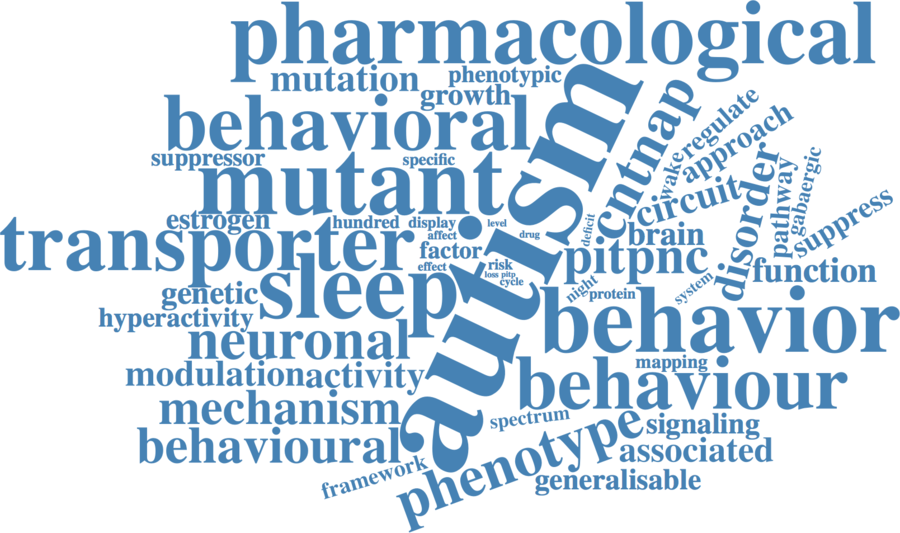 pharmacological
mutation
phenotypic
growth
behavioral
suppressor
specific
mutant
autism
cntnap
wake
regulate
approach
circuit
disorder
pathway
gabaergic
suppress
estrogen
hundred
display
level
affect
drug
deficit
transporter
factor
brain
pitpnc
function
effect
risk
loss
pitp
cycle
night
protein
system
sleep
genetic
hyperactivity
behavior
neuronal
mapping
modulation
activity
behaviour
mechanism
spectrum
signaling
behavioural
phenotype
associated
framework
generalisable